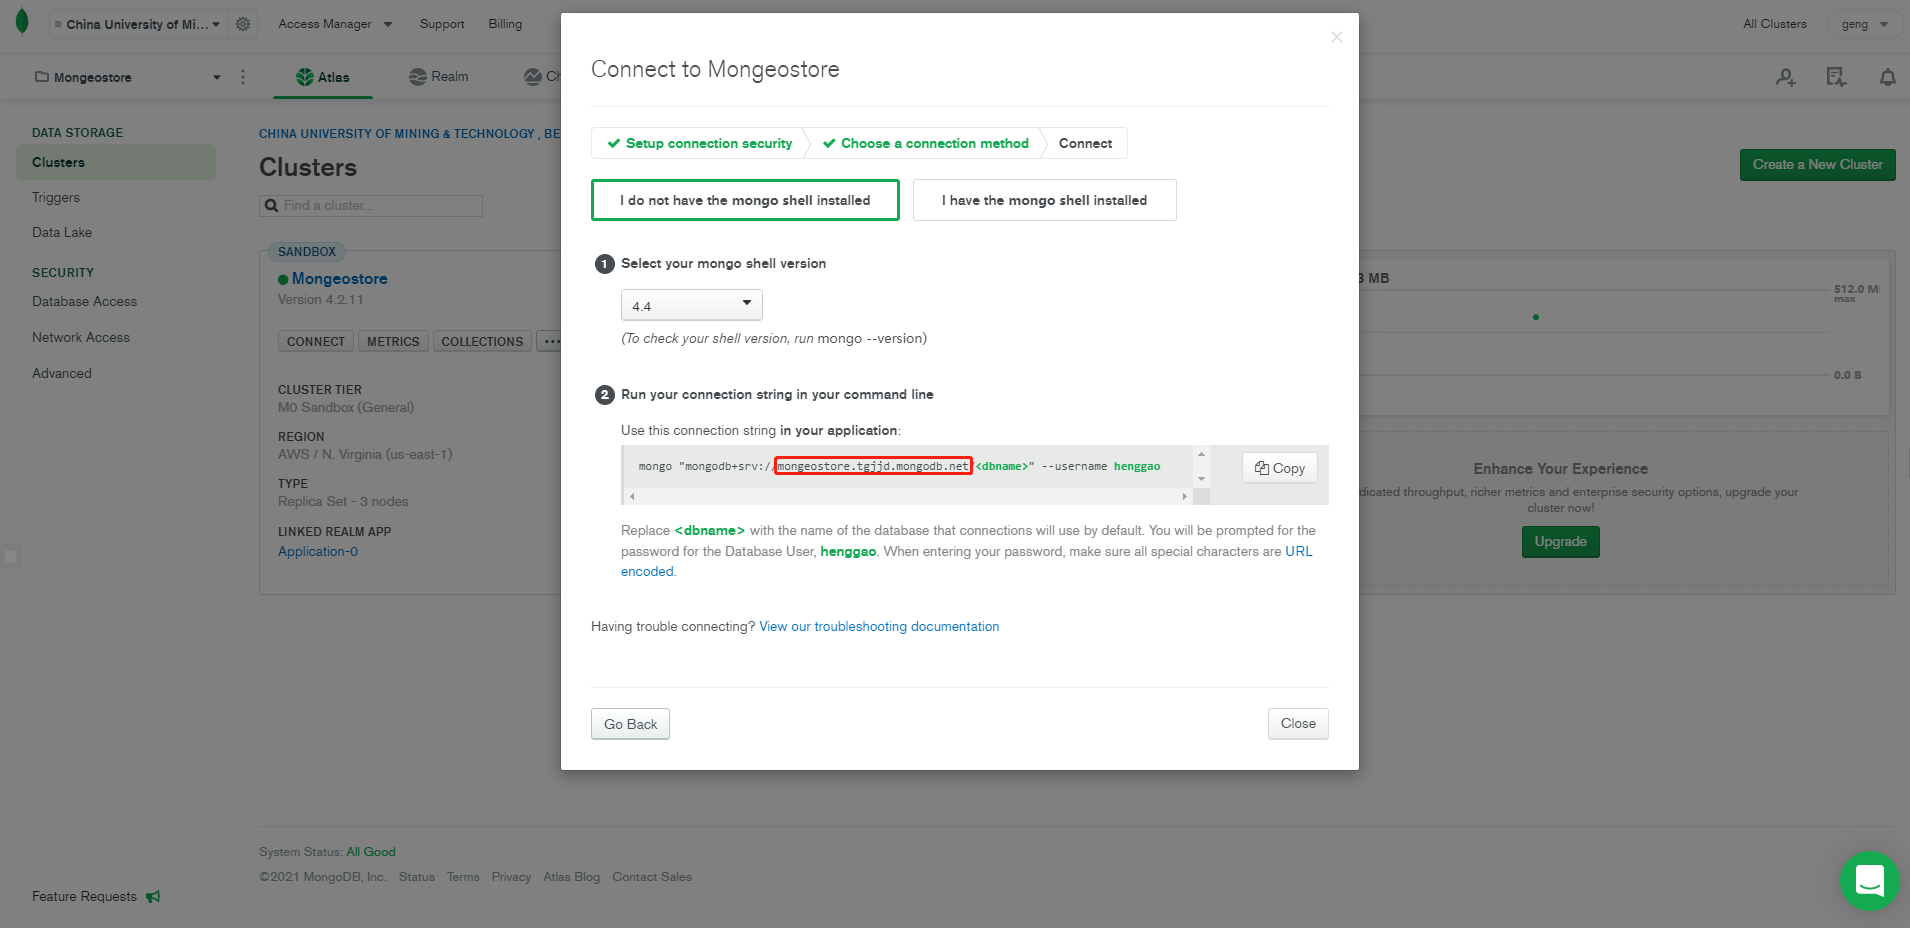 China University of Mi...
Access Manager
Support
Billing
All Clusters
geng
Mongeostore
Atlas
Realm
Ch
DATA STORAGE
Clusters
Triggers
Data Lake
SECURITY
Database Access
Network Access
Advanced
Feature Requests
CHINA UNIVERSITY OF MINING & TECHNOLOGY , BE
Clusters
Find a cluster...
Create a New Cluster
SANDBOX
Mongeostore
Version 4.2.11
CONNECT METRICS COLLECTIONS ...
CLUSTER TIER
M0 Sandbox (General)
REGION
AWS / N. Virginia (us-east-1)
TYPE
Replica Set - 3 nodes
LINKED REALM APP
Application-0
Connect to Mongeostore
Setup connection security
Choose a connection method
Connect
I do not have the mongo shell installed
I have the mongo shell installed
1 Select your mongo shell version
4.4
(To check your shell version, run mongo --version)
2 Run your connection string in your command line
Use this connection string in your application:
mongo "mongodb+srv://mongeostore.tgjjd.mongodb.net/<dbname>" --username henggao
Copy
Replace <dbname> with the name of the database that connections will use by default. You will be prompted for the
password for the Database User, henggao. When entering your password, make sure all special characters are URL
encoded.
Having trouble connecting? View our troubleshooting documentation
Go Back
Close
3 MB
512.0 M
max
0.0 B
Enhance Your Experience
dicated throughput, richer metrics and enterprise security options, upgrade your
cluster now!
Upgrade
System Status: All Good
©2021 MongoDB, Inc. Status Terms Privacy Atlas Blog Contact Sales